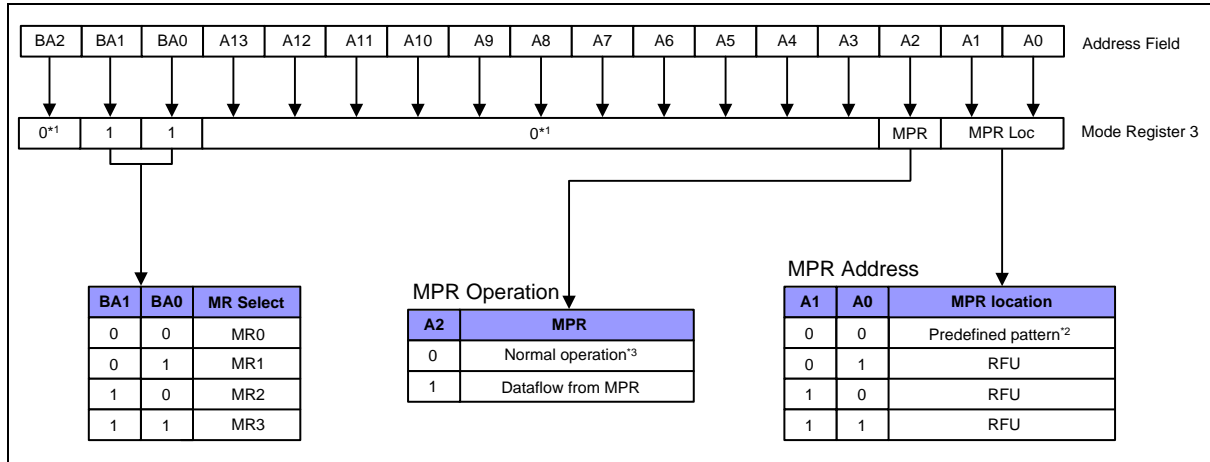 BA2 BA1 BA0 A13 A12 A11 A10 A9 A8 A7 A6 A5 A4 A3 A2 A1 A0 Address Field
0*1 1 1 0*1 MPR MPR Loc Mode Register 3
BA1 BA0 MR Select
0 0 MR0
0 1 MR1
1 0 MR2
1 1 MR3
MPR Operation
A2 MPR
0 Normal operation*3
1 Dataflow from MPR
MPR Address
A1 A0 MPR location
0 0 Predefined pattern*2
0 1 RFU
1 0 RFU
1 1 RFU